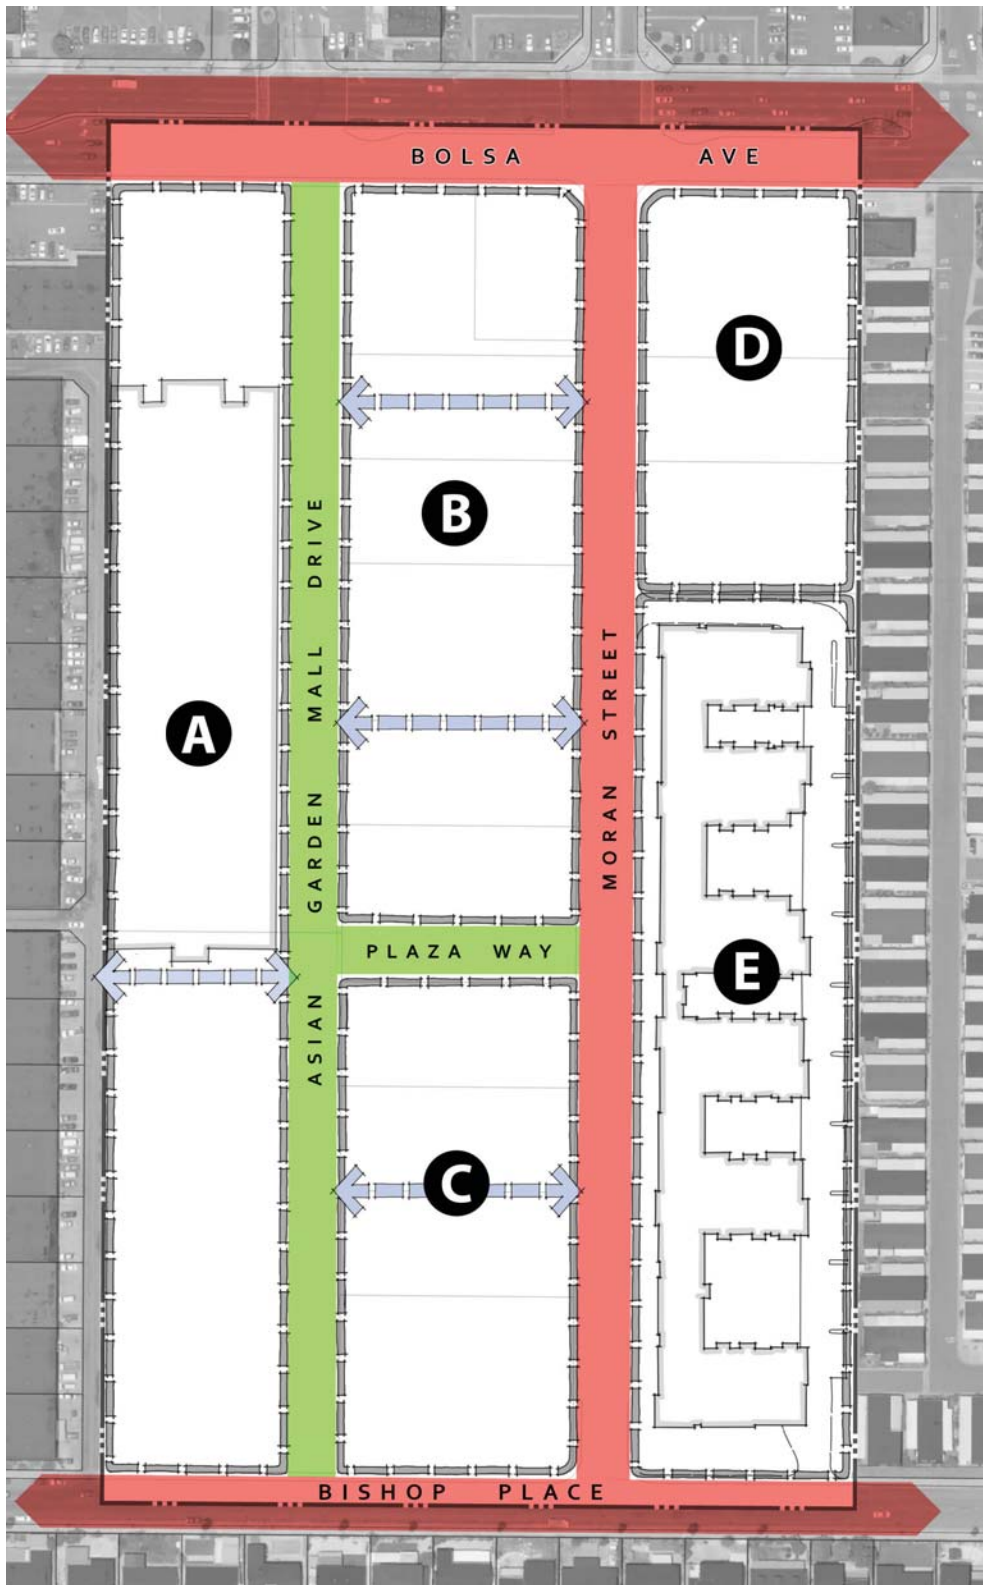 BOLSA AVE
D
B
ASIAN GARDEN MALL DRIVE
MORAN STREET
A
PLAZA WAY
E
C
BISHOP PLACE